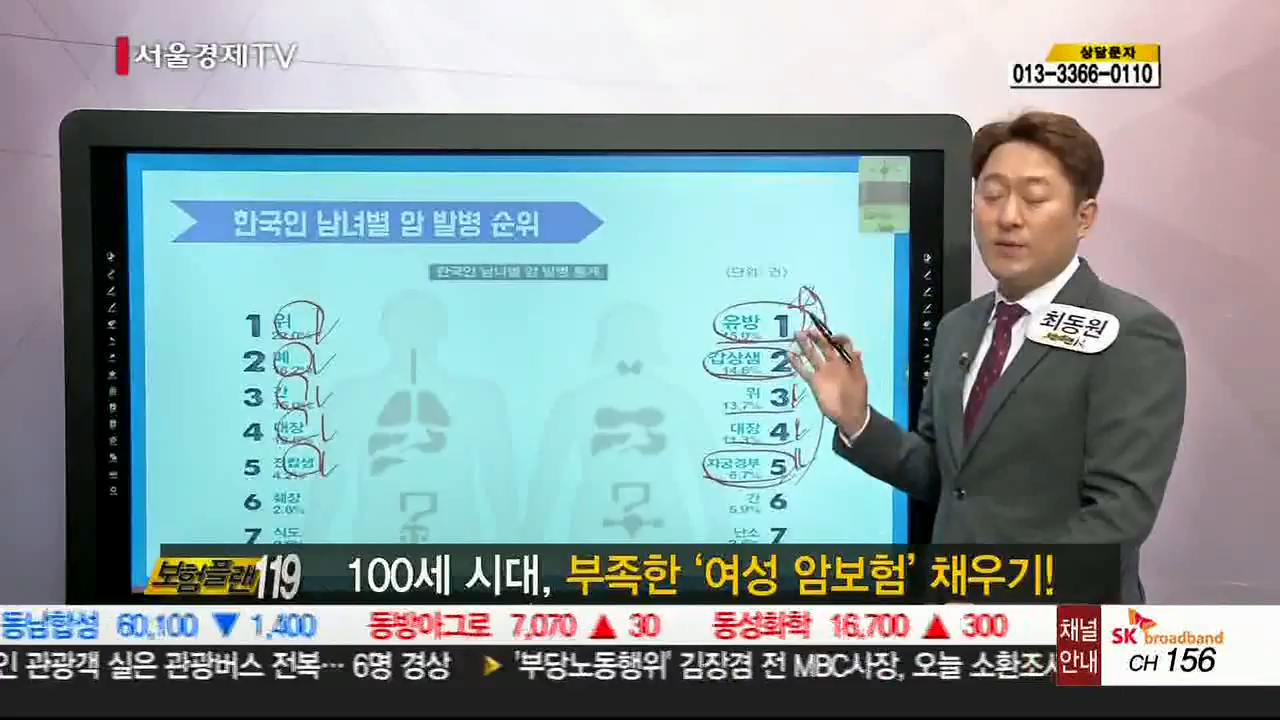 서울경제TV
상담문자
013-3366-0110
한국인 남녀별 암 발병 순위
한국인 남녀별 암 발병 통계
(단위: 건)
1 위
2 폐
3 간
4 대장
5 전립샘
6 췌장
2.6%
7 식도
유방 1
갑상샘 2
14.6%
위 3
13.7%
대장 4
자궁경부 5
간 6
5.9%
난소 7
최동원
보험플랜 119
100세 시대, 부족한 ‘여성 암보험’ 채우기!
동남합성 60,100 ▼ 1,400 동방아그로 7,070 ▲ 30 동성화학 16,700 ▲ 300
인 관광객 실은 관광버스 전복… 6명 경상 ▶ '부당노동행위' 김장겸 전 MBC사장, 오늘 소환조사
채널
안내
SK broadband
CH 156